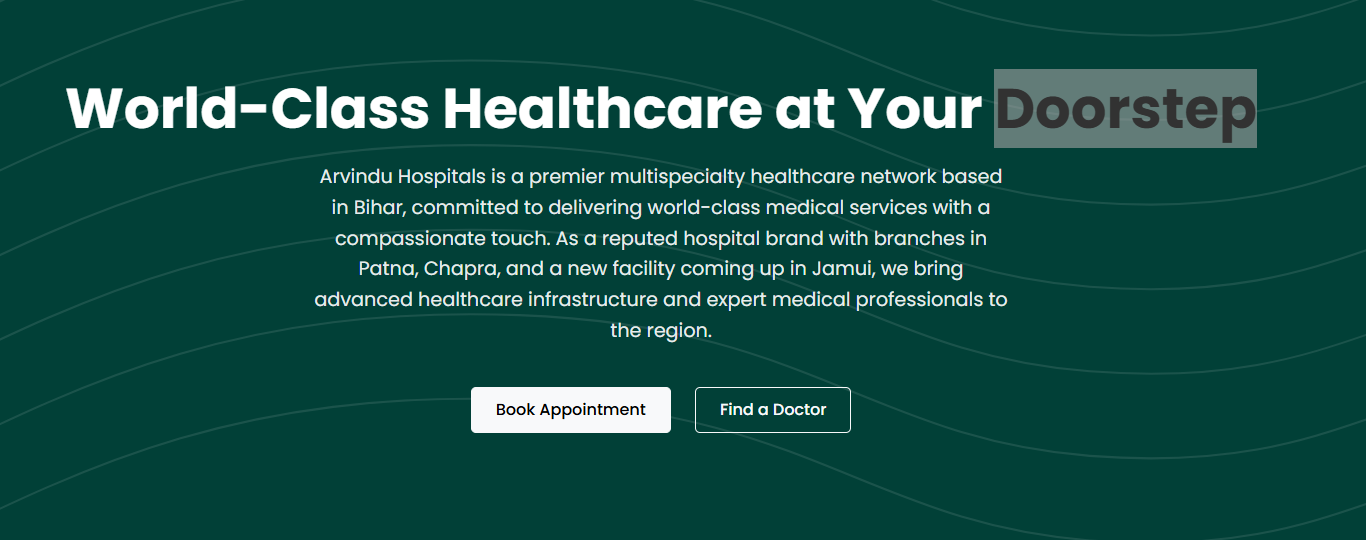 World-Class Healthcare at Your Doorstep
Arvindu Hospitals is a premier multispecialty healthcare network based
in Bihar, committed to delivering world-class medical services with a
compassionate touch. As a reputed hospital brand with branches in
Patna, Chapra, and a new facility coming up in Jamui, we bring
advanced healthcare infrastructure and expert medical professionals to
the region.
Book Appointment
Find a Doctor